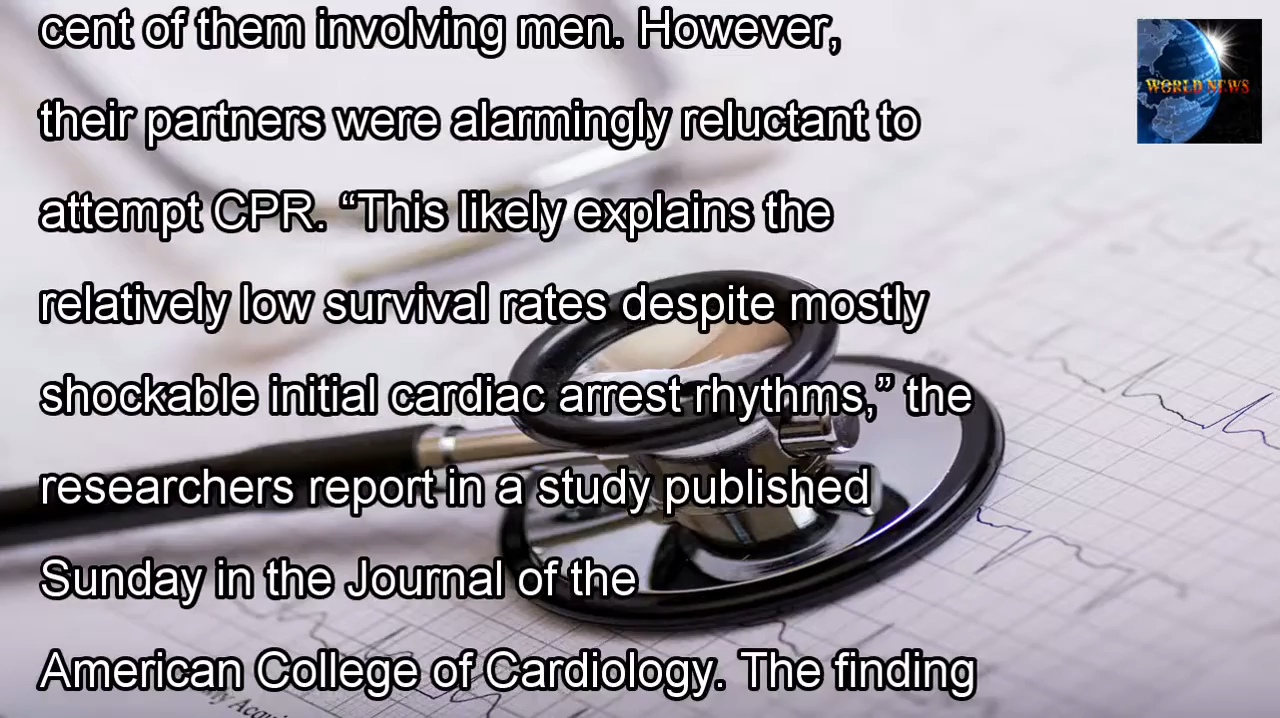 cent of them involving men. However,
WORLD NEWS
their partners were alarmingly reluctant to
attempt CPR. “This likely explains the
relatively low survival rates despite mostly
shockable initial cardiac arrest rhythms,” the
researchers report in a study published
Sunday in the Journal of the
American College of Cardiology. The finding